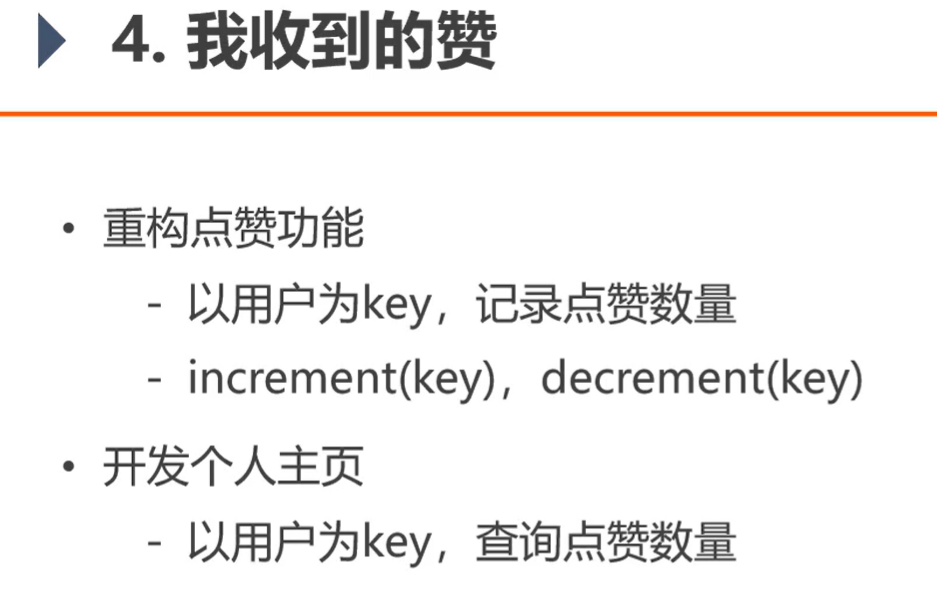 4. 我收到的赞
• 重构点赞功能
- 以用户为key，记录点赞数量
- increment(key)，decrement(key)
• 开发个人主页
- 以用户为key，查询点赞数量